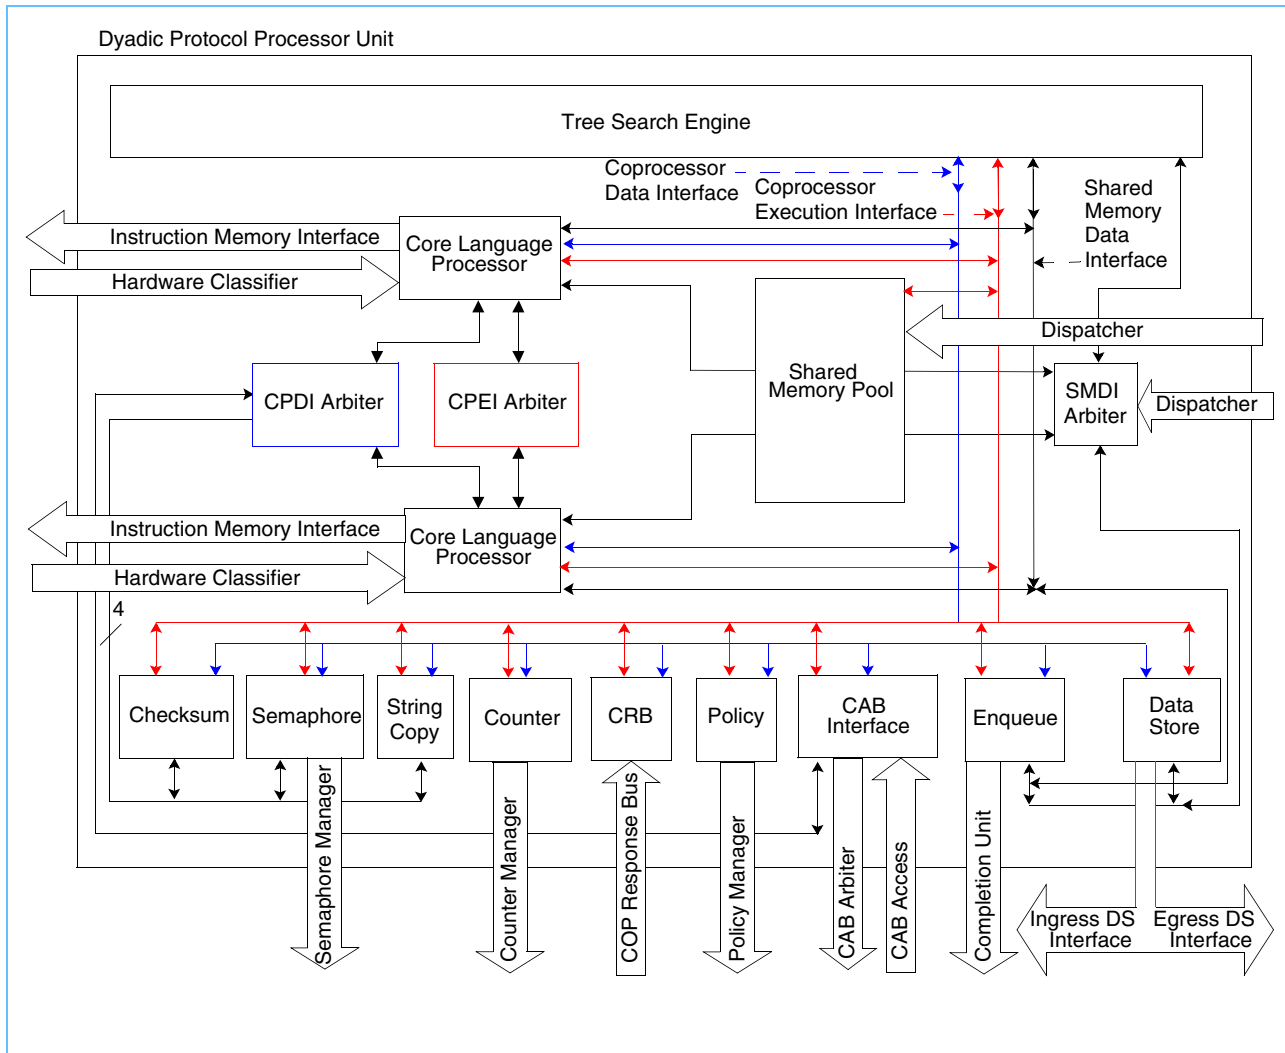 Dyadic Protocol Processor Unit
Tree Search Engine
Coprocessor
Data Interface
Coprocessor
Execution Interface
Shared
Memory
Data
Interface
Instruction Memory Interface
Core Language
Processor
Hardware Classifier
Dispatcher
CPDI Arbiter
CPEI Arbiter
Shared
Memory Pool
SMDI
Arbiter
Dispatcher
Instruction Memory Interface
Core Language
Processor
Hardware Classifier
4
Checksum
Semaphore
String
Copy
Counter
CRB
Policy
CAB
Interface
Enqueue
Data
Store
Semaphore Manager
Counter Manager
COP Response Bus
Policy Manager
CAB Arbiter
CAB Access
Completion Unit
Ingress DS
Interface
Egress DS
Interface